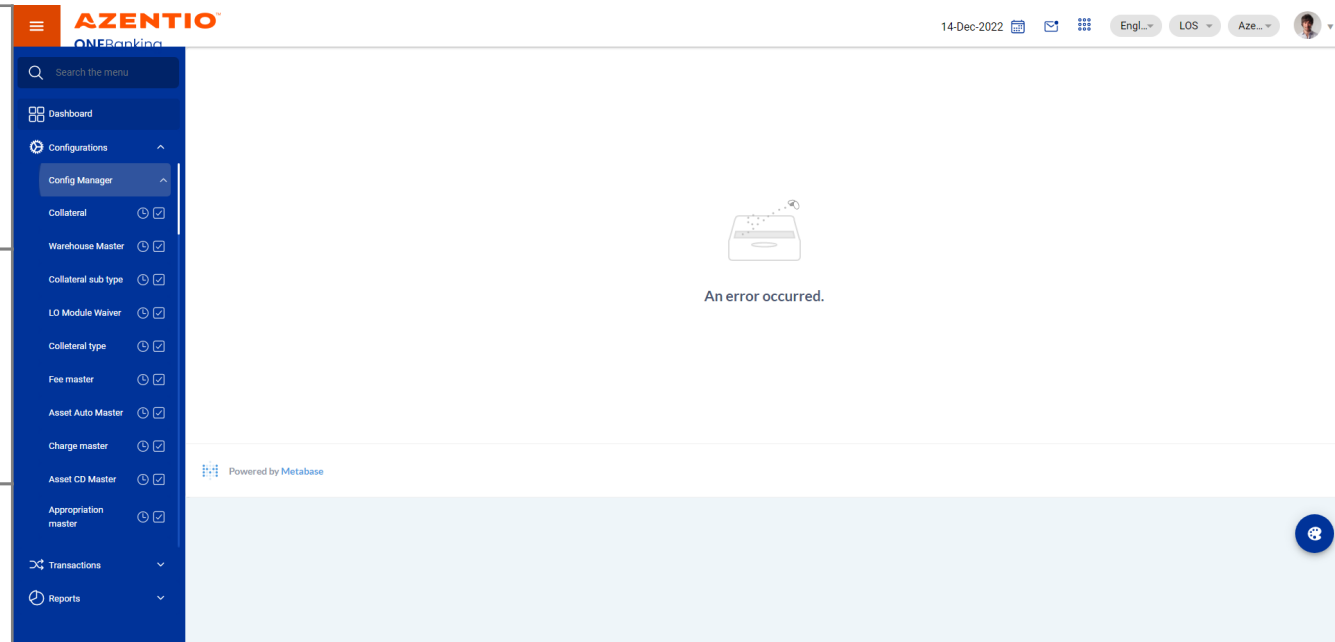 AZENTIO™
ONEBanking
14-Dec-2022
Engl...
LOS
Aze...
Search the menu
Dashboard
Configurations
Config Manager
Collateral
Warehouse Master
Collateral sub type
LO Module Waiver
Colleteral type
Fee master
Asset Auto Master
Charge master
Asset CD Master
Appropriation
master
Transactions
Reports
An error occurred.
Powered by Metabase